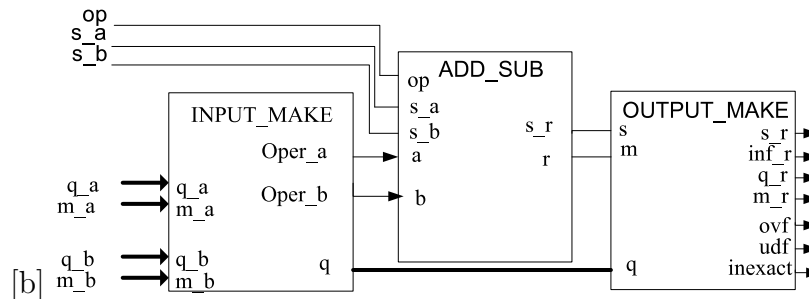 op
s_a
s_b
ADD_SUB
op
s_a
s_b
a
b
s_r
r
INPUT_MAKE
Oper_a
Oper_b
q_a
m_a
q_a
m_a
q_b
m_b
q_b
m_b
q
OUTPUT_MAKE
s
m
q
s_r
inf_r
q_r
m_r
ovf
udf
inexact
[b]